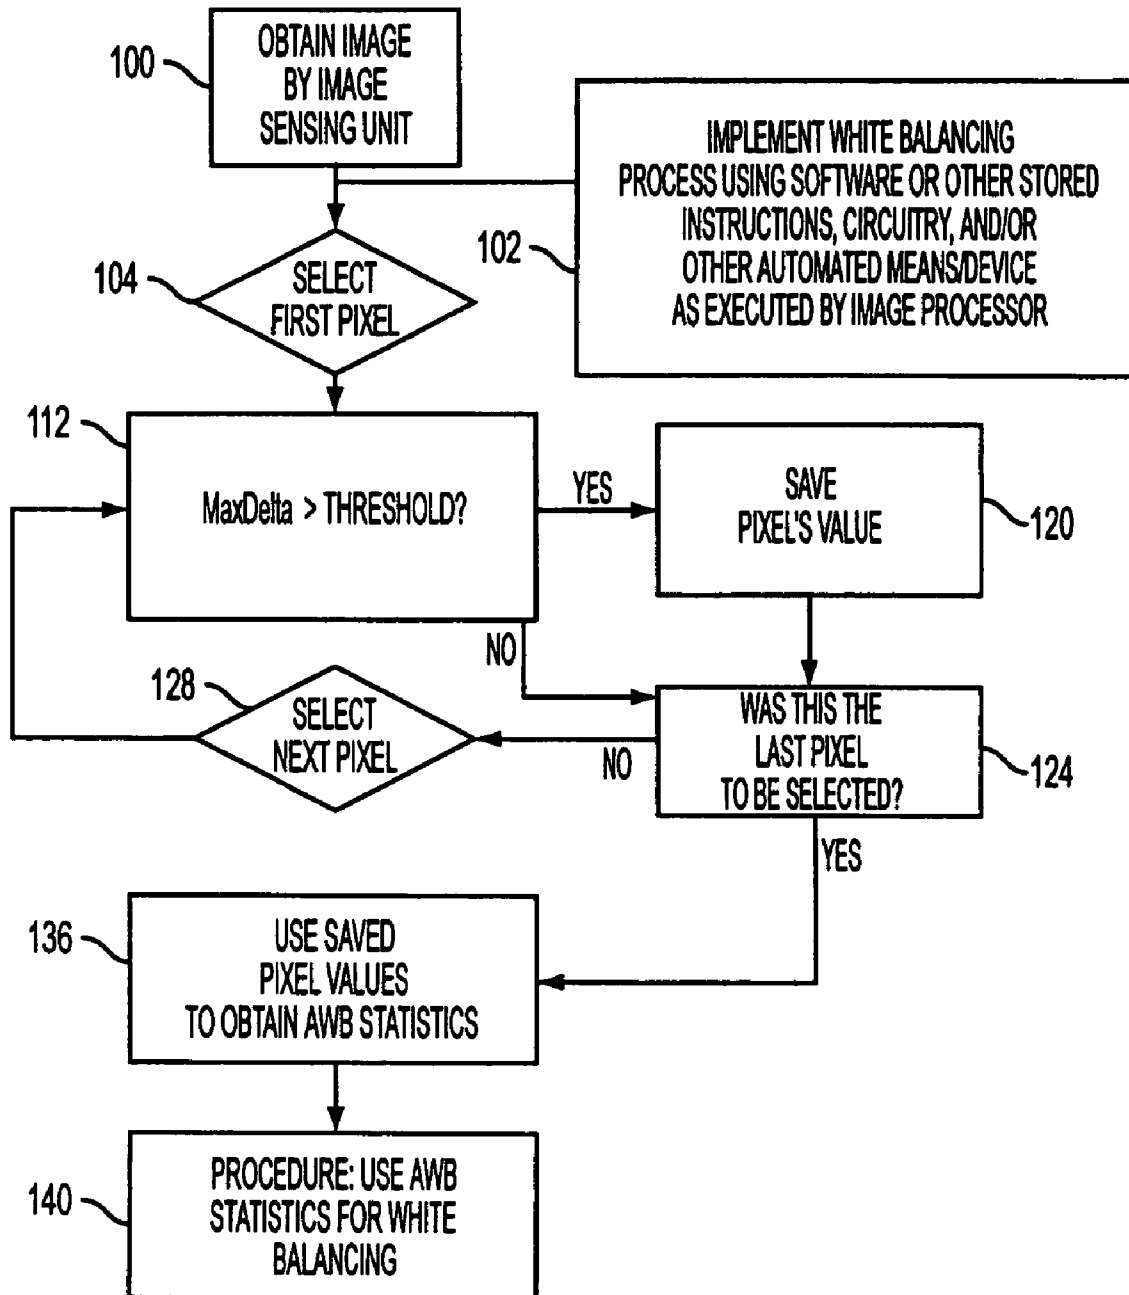 100
OBTAIN IMAGE
BY IMAGE
SENSING UNIT
102
IMPLEMENT WHITE BALANCING
PROCESS USING SOFTWARE OR OTHER STORED
INSTRUCTIONS, CIRCUITRY, AND/OR
OTHER AUTOMATED MEANS/DEVICE
AS EXECUTED BY IMAGE PROCESSOR
104
SELECT
FIRST PIXEL
112
MaxDelta > THRESHOLD?
YES
SAVE
PIXEL'S VALUE
120
NO
128
SELECT
NEXT PIXEL
NO
WAS THIS THE
LAST PIXEL
TO BE SELECTED?
124
YES
136
USE SAVED
PIXEL VALUES
TO OBTAIN AWB STATISTICS
140
PROCEDURE: USE AWB
STATISTICS FOR WHITE
BALANCING